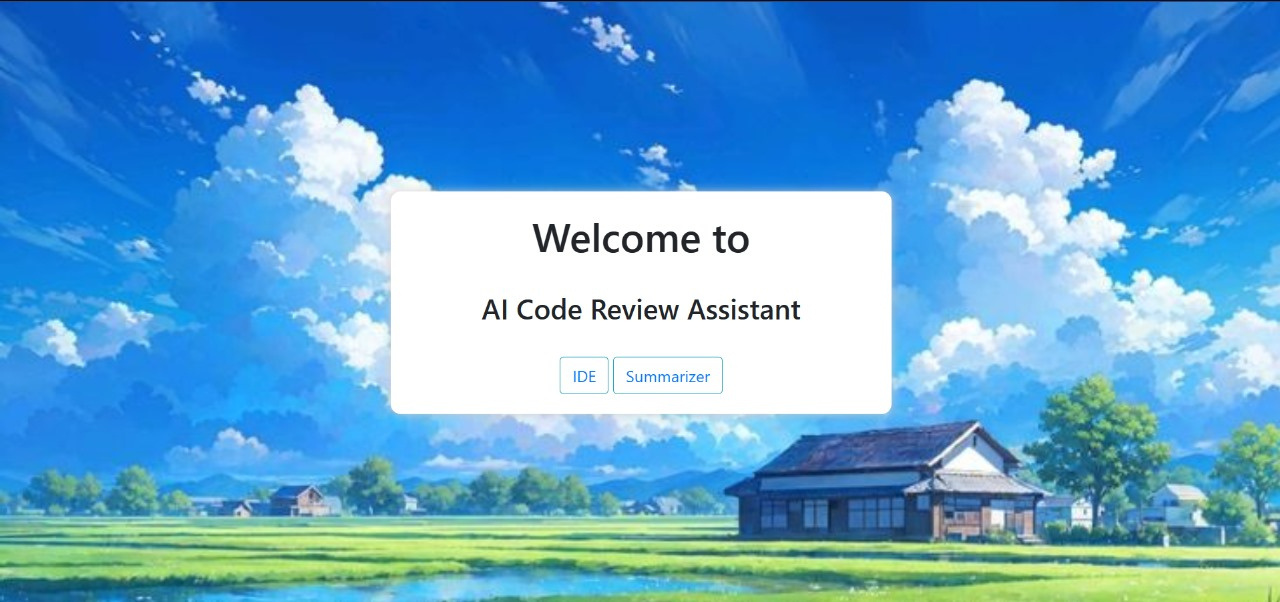 Welcome to
AI Code Review Assistant
IDE Summarizer